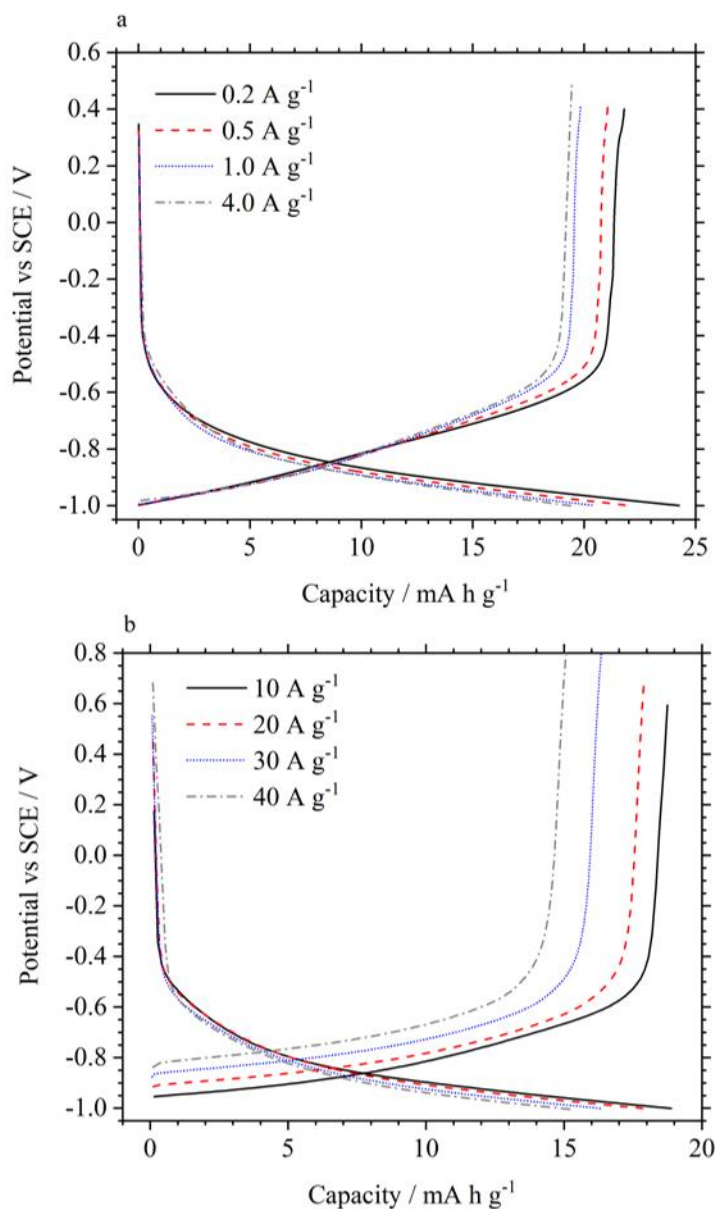 a
0.6
0.4
0.2
0.0
-0.2
-0.4
-0.6
-0.8
-1.0
Potential vs SCE / V
0.2 A g⁻¹
0.5 A g⁻¹
1.0 A g⁻¹
4.0 A g⁻¹
0 5 10 15 20 25
Capacity / mA h g⁻¹
b
0.8
0.6
0.4
0.2
0.0
-0.2
-0.4
-0.6
-0.8
-1.0
Potential vs SCE / V
10 A g⁻¹
20 A g⁻¹
30 A g⁻¹
40 A g⁻¹
0 5 10 15 20
Capacity / mA h g⁻¹